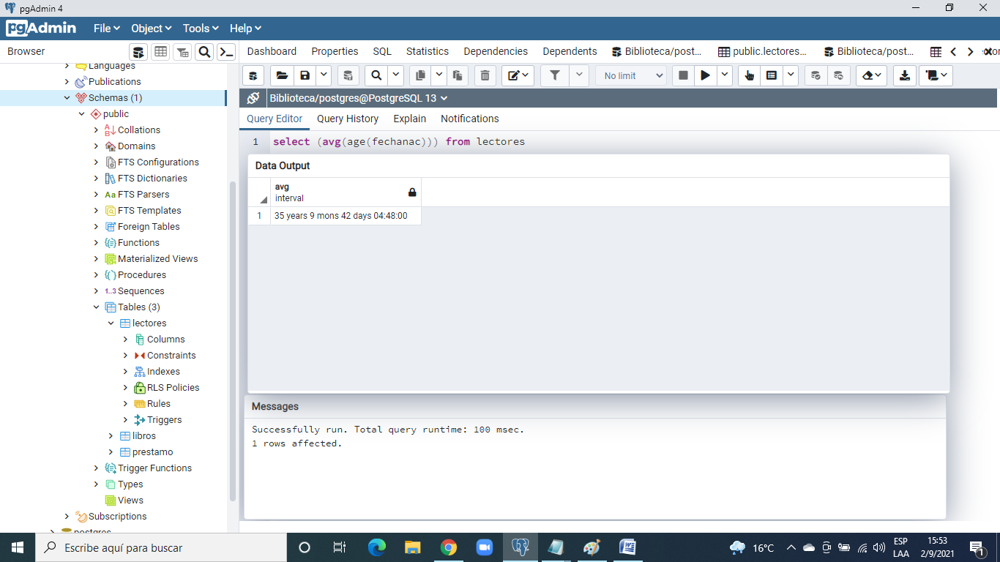 pgAdmin 4
pgAdmin File Object Tools Help
Browser
Dashboard Properties SQL Statistics Dependencies Dependents Biblioteca/post... public.lectores... Biblioteca/post...
No limit
Biblioteca/postgres@PostgreSQL 13
Query Editor Query History Explain Notifications
1 select (avg(age(fechanac))) from lectores
Data Output
avg
interval
1 35 years 9 mons 42 days 04:48:00
Messages
Successfully run. Total query runtime: 100 msec.
1 rows affected.
Languages
Publications
Schemas (1)
public
Collations
Domains
FTS Configurations
FTS Dictionaries
Aa FTS Parsers
FTS Templates
Foreign Tables
Functions
Materialized Views
Procedures
1..3 Sequences
Tables (3)
lectores
Columns
Constraints
Indexes
RLS Policies
Rules
Triggers
libros
prestamo
Trigger Functions
Types
Views
Subscriptions
postgres
Escribe aquí para buscar
16°C
ESP
LAA
15:53
2/9/2021
1